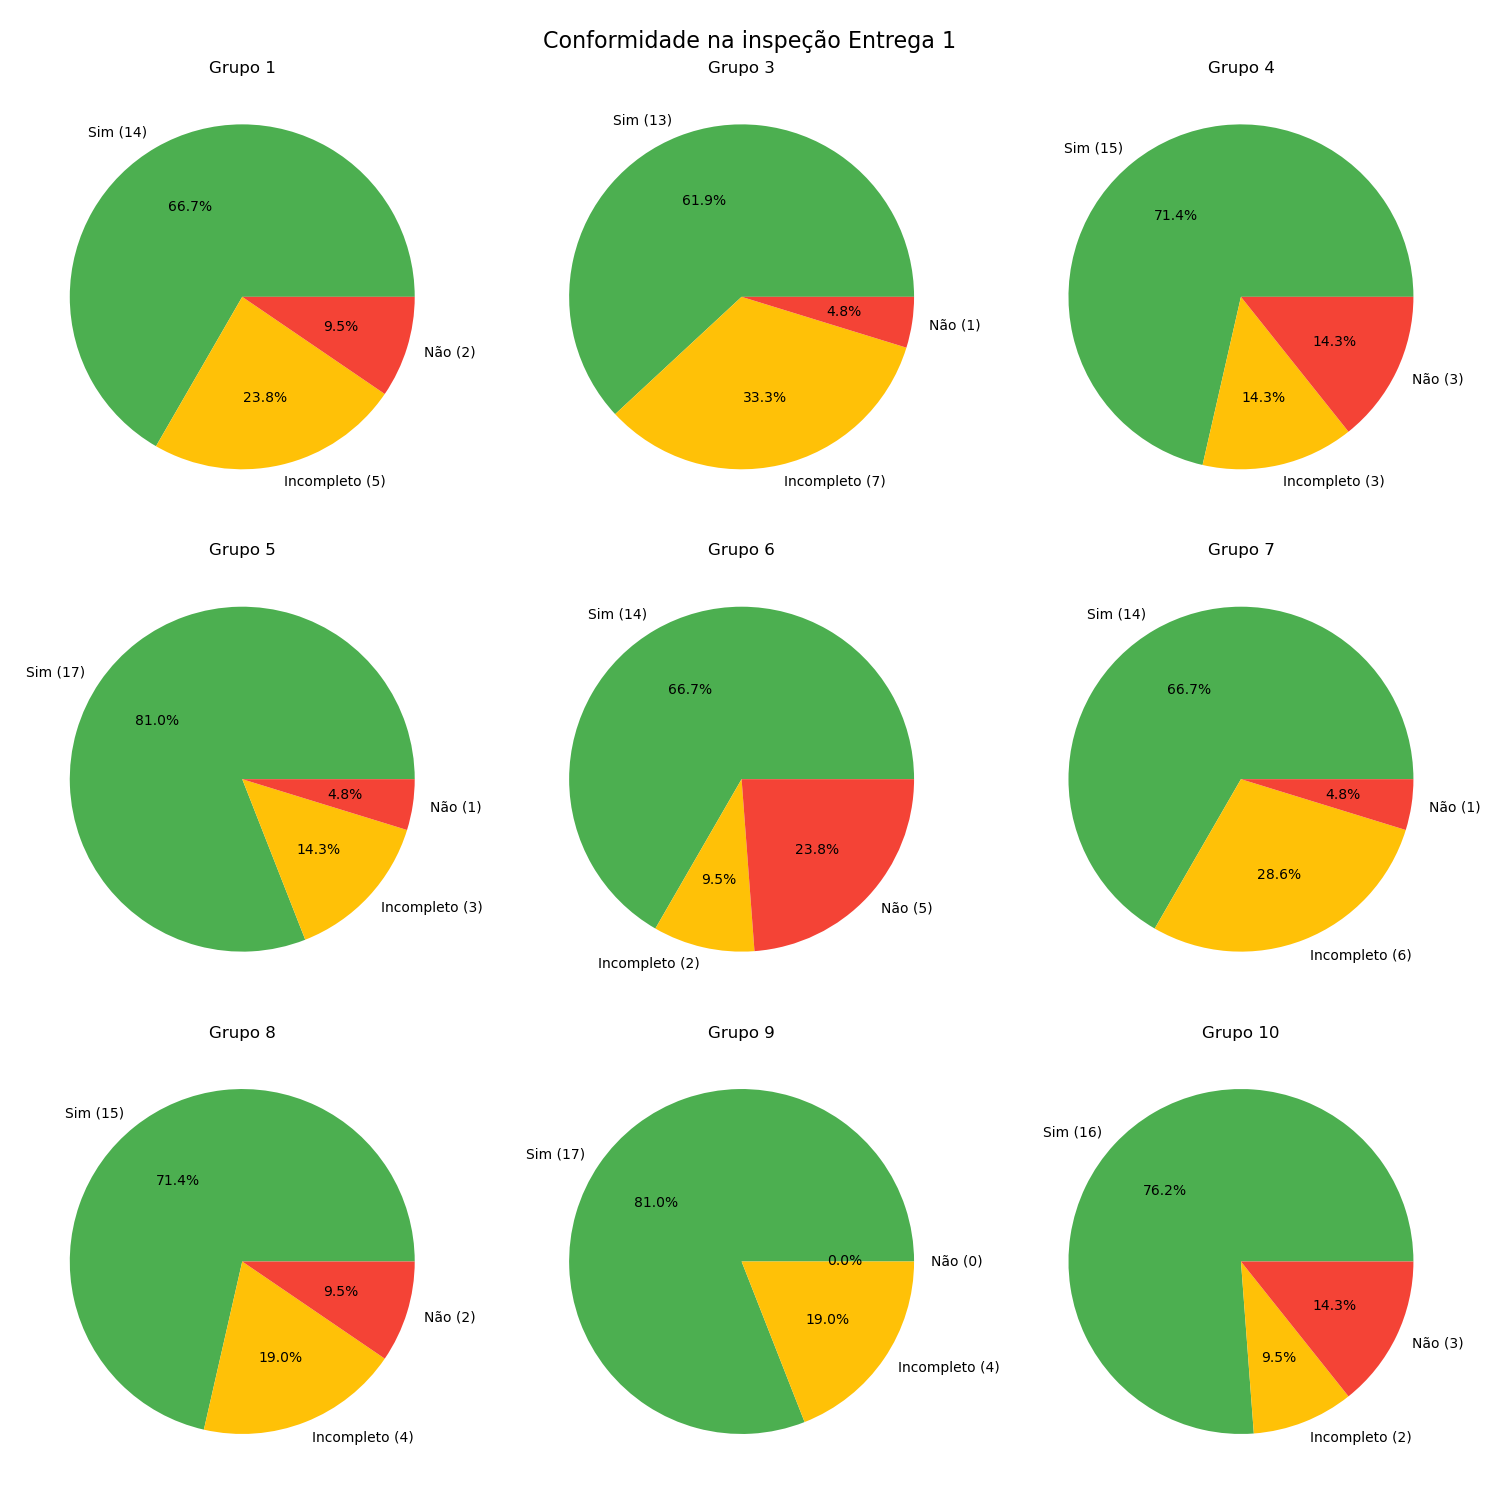 Conformidade na inspeção Entrega 1
Grupo 1
Sim (14)
66.7%
9.5%
Não (2)
23.8%
Incompleto (5)
Grupo 3
Sim (13)
61.9%
4.8%
Não (1)
33.3%
Incompleto (7)
Grupo 4
Sim (15)
71.4%
14.3%
Não (3)
14.3%
Incompleto (3)
Grupo 5
Sim (17)
81.0%
4.8%
Não (1)
14.3%
Incompleto (3)
Grupo 6
Sim (14)
66.7%
23.8%
Não (5)
9.5%
Incompleto (2)
Grupo 7
Sim (14)
66.7%
4.8%
Não (1)
28.6%
Incompleto (6)
Grupo 8
Sim (15)
71.4%
9.5%
Não (2)
19.0%
Incompleto (4)
Grupo 9
Sim (17)
81.0%
0.0%
Não (0)
19.0%
Incompleto (4)
Grupo 10
Sim (16)
76.2%
14.3%
Não (3)
9.5%
Incompleto (2)